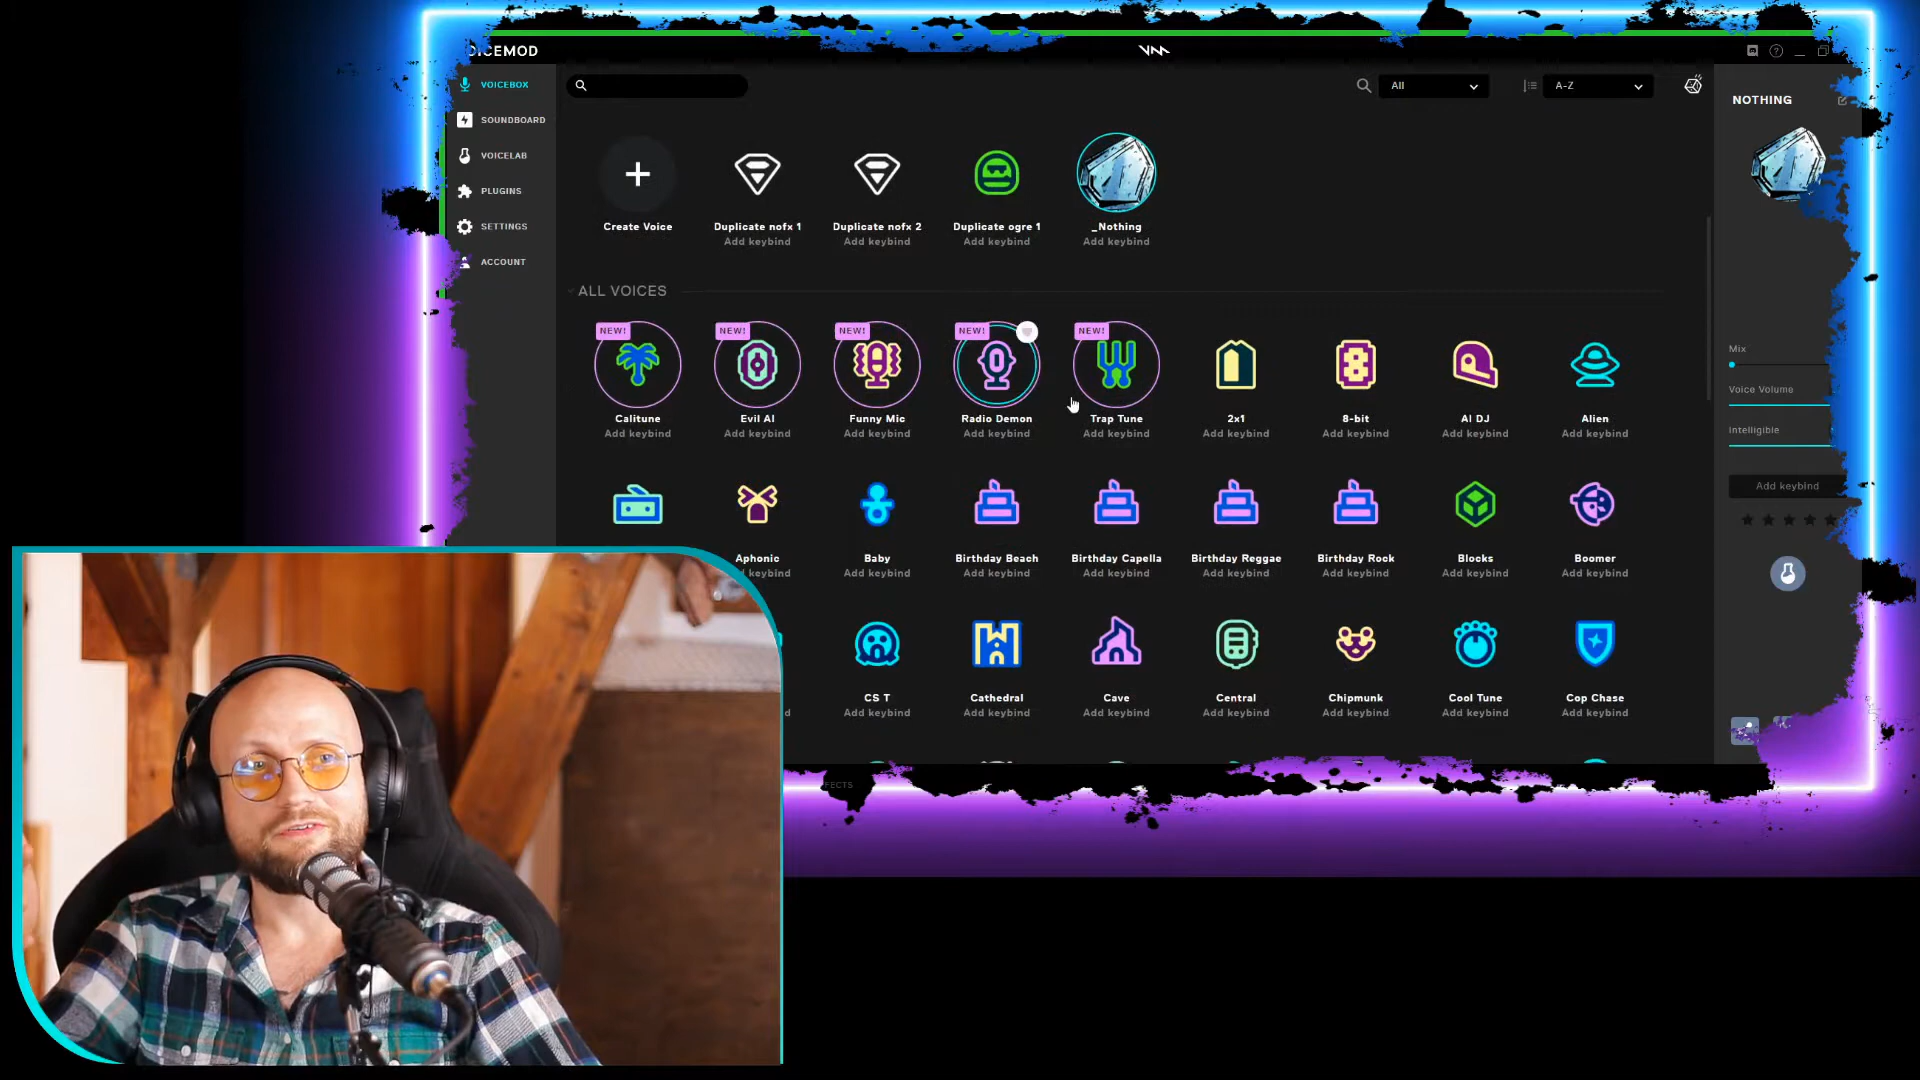 OICEMOD
VOICEBOX
SOUNDBOARD
VOICELAB
PLUGINS
SETTINGS
ACCOUNT
All
A-Z
NOTHING
Create Voice
Duplicate nofx 1
Add keybind
Duplicate nofx 2
Add keybind
Duplicate ogre 1
Add keybind
_Nothing
Add keybind
ALL VOICES
NEW! NEW! NEW! NEW! NEW!
Calitune Evil AI Funny Mic Radio Demon Trap Tune 2x1 8-bit AI DJ Alien
Add keybind Add keybind Add keybind Add keybind Add keybind Add keybind Add keybind Add keybind Add keybind
Aphonic Baby Birthday Beach Birthday Capella Birthday Reggae Birthday Rock Blocks Boomer
keybind Add keybind Add keybind Add keybind Add keybind Add keybind Add keybind Add keybind
CS T Cathedral Cave Central Chipmunk Cool Tune Cop Chase
Add keybind Add keybind Add keybind Add keybind Add keybind Add keybind Add keybind
Mix
Voice Volume
Intelligible
Add keybind
FECTS